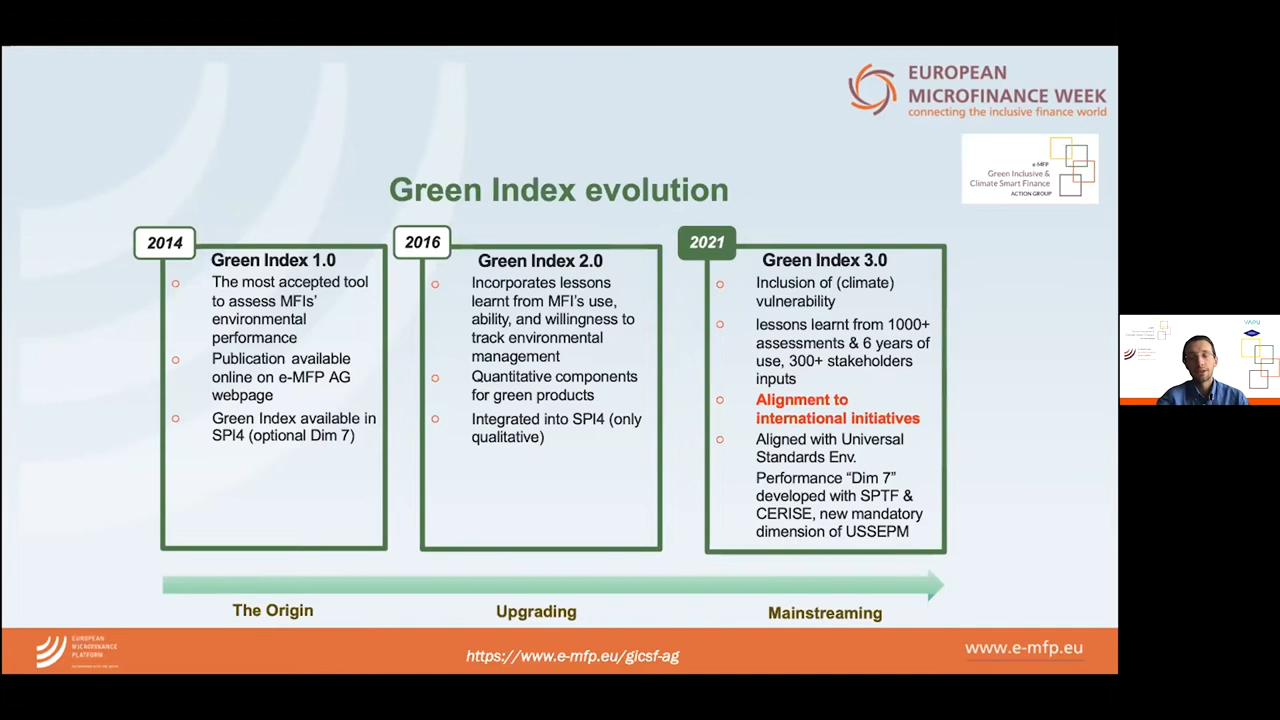 EUROPEAN
MICROFINANCE WEEK
connecting the inclusive finance world
e-MFP
Green Inclusive &
Climate Smart Finance
ACTION GROUP
Green Index evolution
2014
Green Index 1.0
The most accepted tool
to assess MFIs'
environmental
performance
Publication available
online on e-MFP AG
webpage
Green Index available in
SPI4 (optional Dim 7)
2016
Green Index 2.0
Incorporates lessons
learnt from MFI's use,
ability, and willingness to
track environmental
management
Quantitative components
for green products
Integrated into SPI4 (only
qualitative)
2021
Green Index 3.0
Inclusion of (climate)
vulnerability
lessons learnt from 1000+
assessments & 6 years of
use, 300+ stakeholders
inputs
Alignment to
international initiatives
Aligned with Universal
Standards Env.
Performance “Dim 7”
developed with SPTF &
CERISE, new mandatory
dimension of USSEPM
The Origin
Upgrading
Mainstreaming
EUROPEAN
MICROFINANCE
PLATFORM
https://www.e-mfp.eu/gicsf-ag
www.e-mfp.eu
YAPU